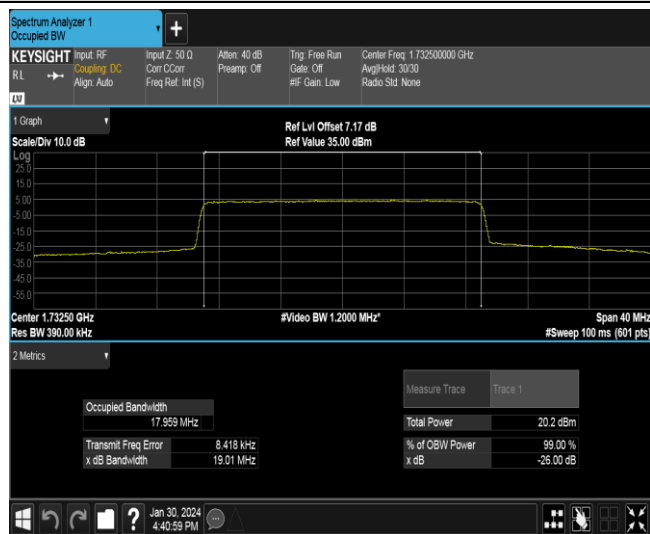 Spectrum Analyzer 1
Occupied BW
+
KEYSIGHT Input: RF Input Z: 50 Ω Atten: 40 dB Trig: Free Run Center Freq: 1.732500000 GHz
RL Coupling: DC Corr CCorr Preamp: Off Gate: Off Avg|Hold: 30/30
Align: Auto Freq Ref: Int (S) #IF Gain: Low Radio Std: None
LXI
1 Graph
Ref Lvl Offset 7.17 dB
Scale/Div 10.0 dB Ref Value 35.00 dBm
Log
25.0
15.0
5.00
-5.00
-15.0
-25.0
-35.0
-45.0
-55.0
Center 1.73250 GHz #Video BW 1.2000 MHz* Span 40 MHz
Res BW 390.00 kHz #Sweep 100 ms (601 pts)
2 Metrics
Measure Trace Trace 1
Occupied Bandwidth
17.959 MHz
Total Power 20.2 dBm
Transmit Freq Error 8.418 kHz % of OBW Power 99.00 %
x dB Bandwidth 19.01 MHz x dB -26.00 dB
? Jan 30, 2024
4:40:59 PM